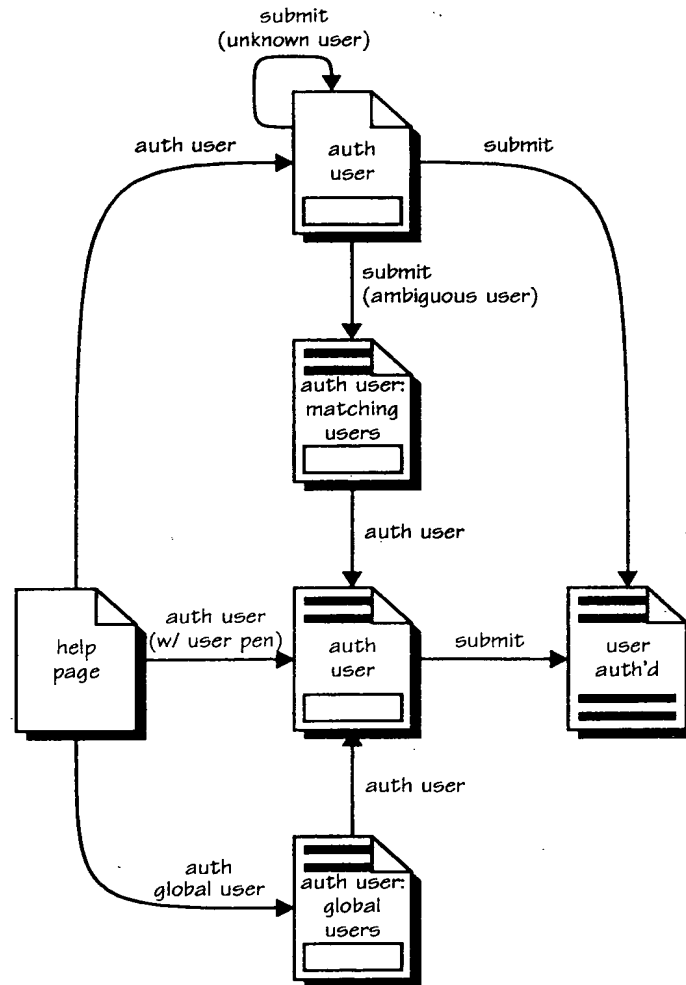 submit
(unknown user)
auth user
auth
user
submit
submit
(ambiguous user)
auth user:
matching
users
auth user
help
page
auth user
(w/ user pen)
auth
user
submit
user
auth'd
auth user
auth
global user
auth user:
global
users